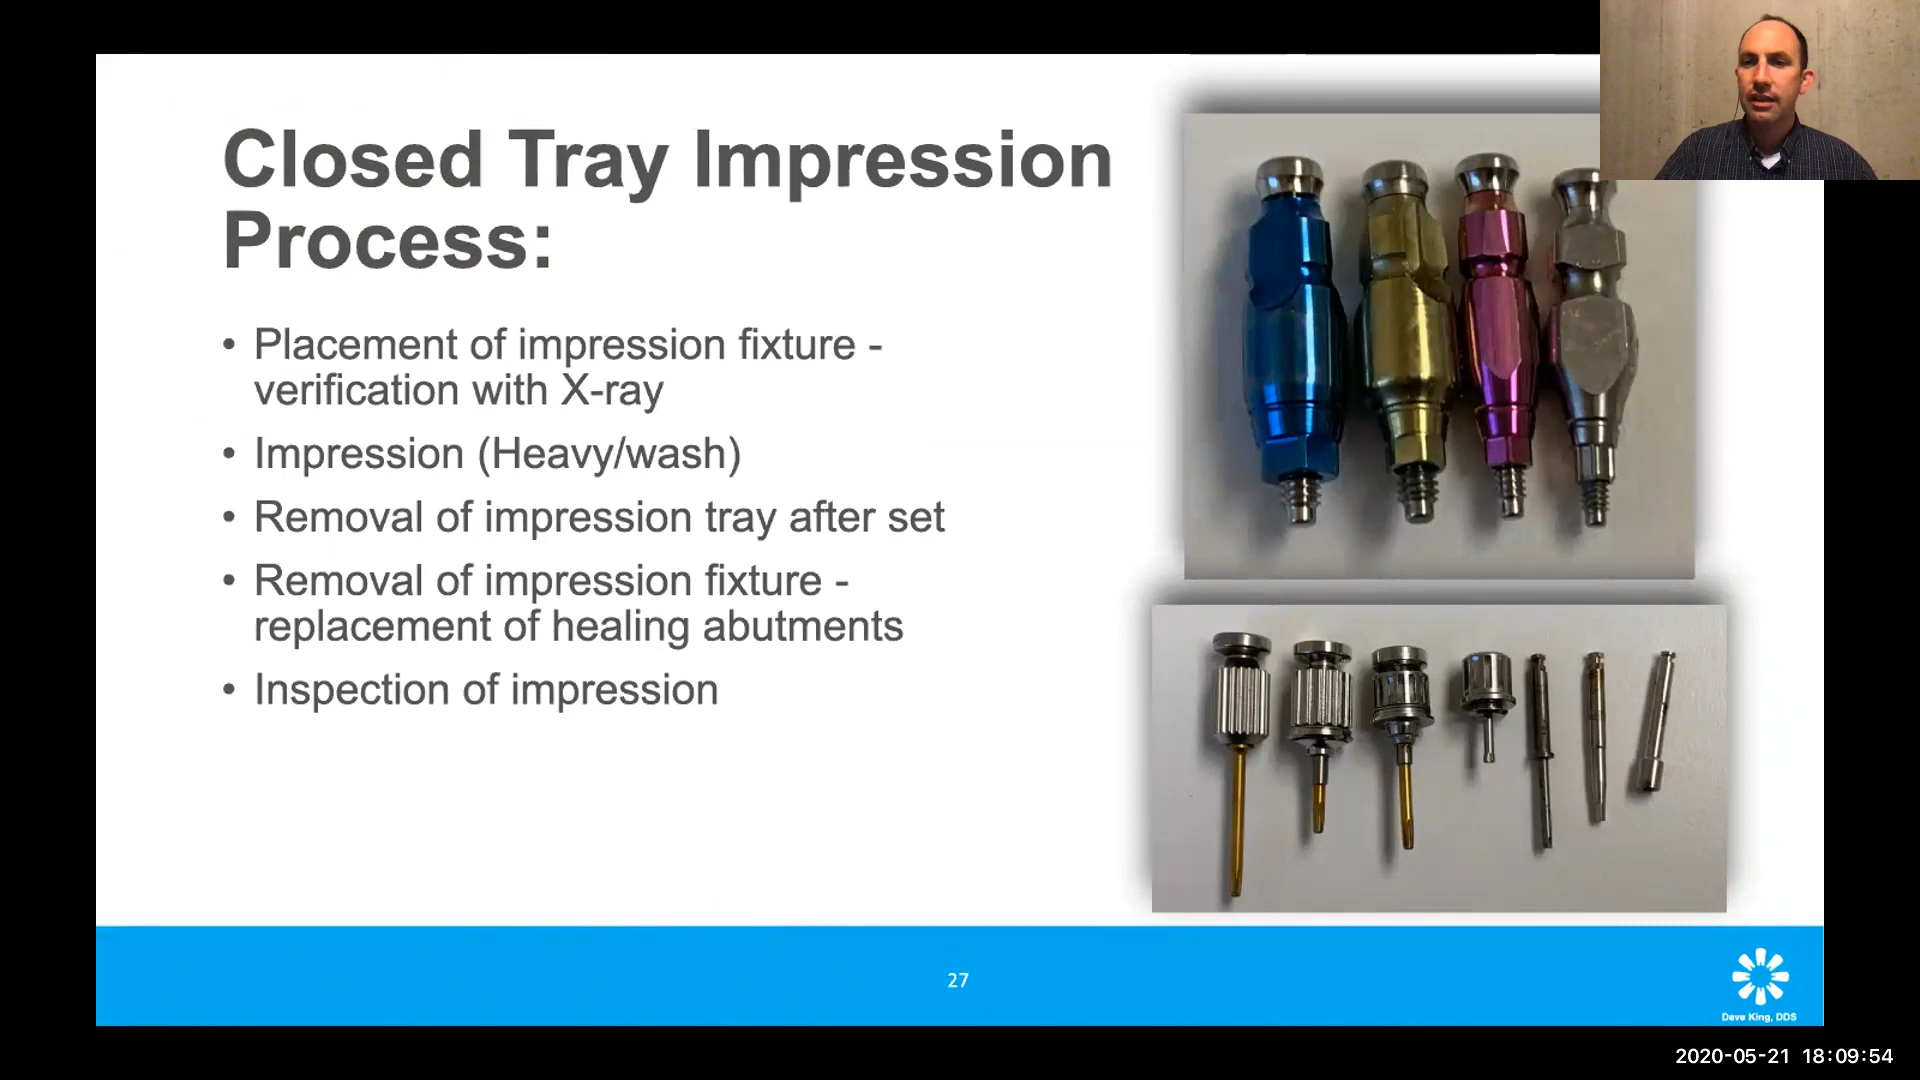 Closed Tray Impression
Process:
• Placement of impression fixture -
verification with X-ray
• Impression (Heavy/wash)
• Removal of impression tray after set
• Removal of impression fixture -
replacement of healing abutments
• Inspection of impression
27
Dave King, DDS
2020-05-21 18:09:54